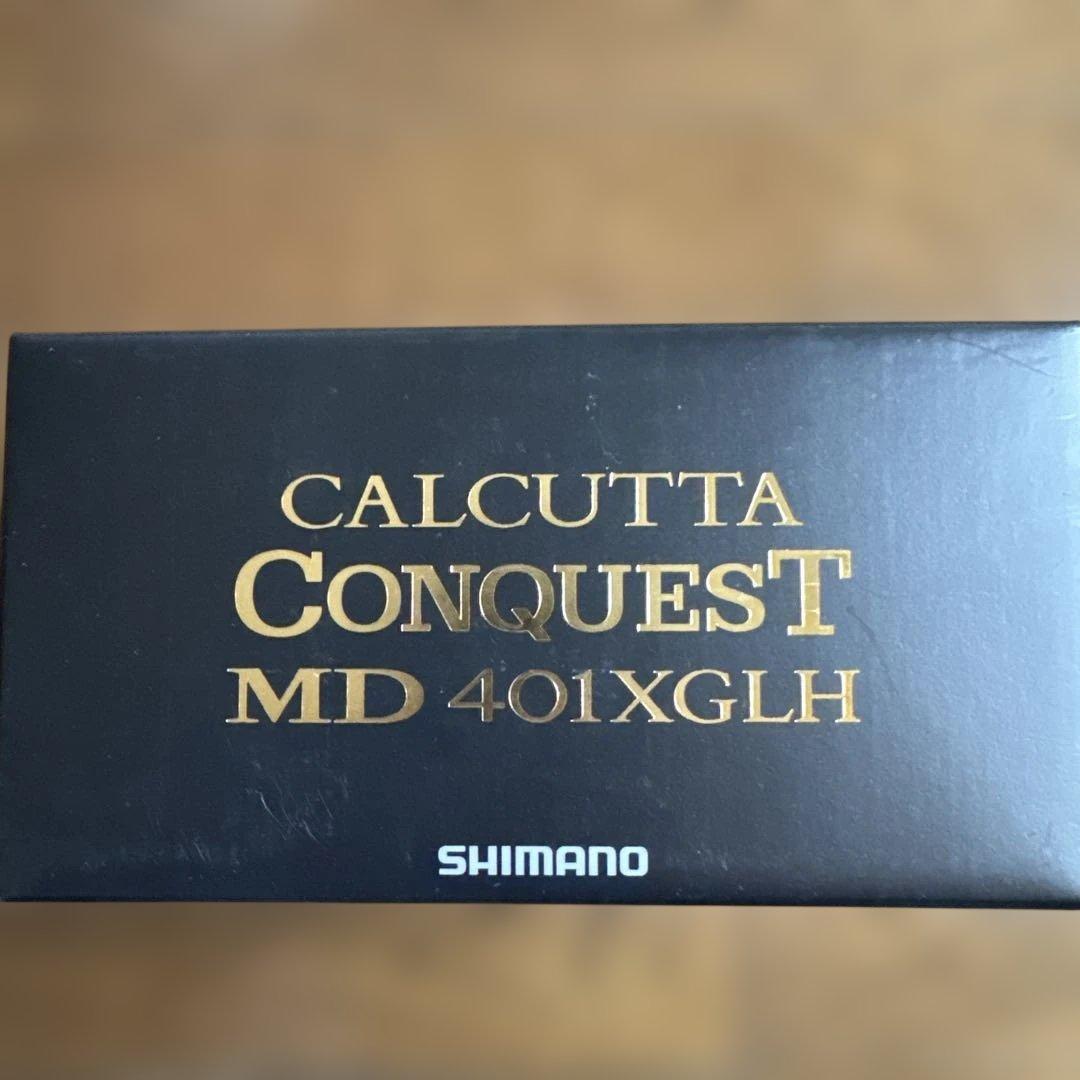 CALCUTTA
CONQUEST
MD 401XGLH
SHIMANO